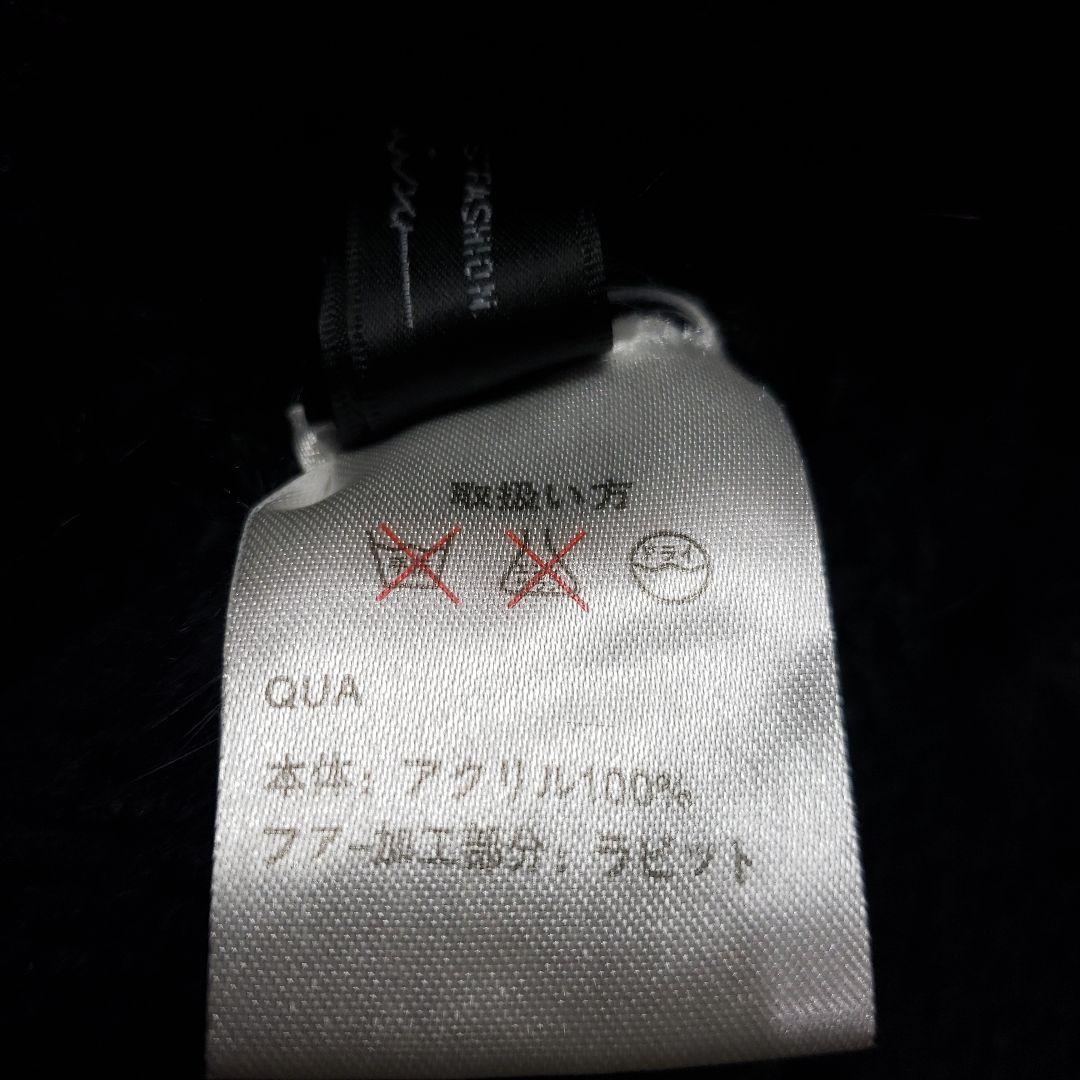 FASHION
取扱い方
ドライ
QUA
本体: アクリル100%
ファー加工部分: ラビット